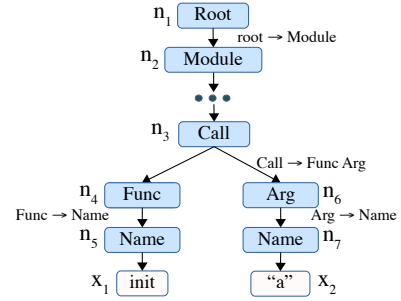 n1 Root
root → Module
n2 Module
n3 Call
Call → Func Arg
n4 Func Arg n6
Func → Name Arg → Name
n5 Name Name n7
x1 init “a” x2